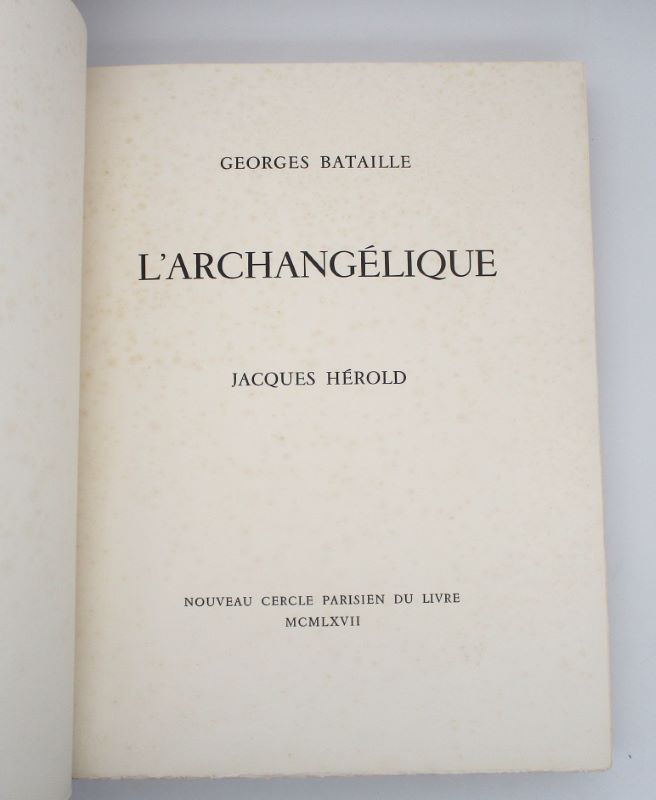 GEORGES BATAILLE
L'ARCHANGÉLIQUE
JACQUES HÉROLD
NOUVEAU CERCLE PARISIEN DU LIVRE
MCMLXVII